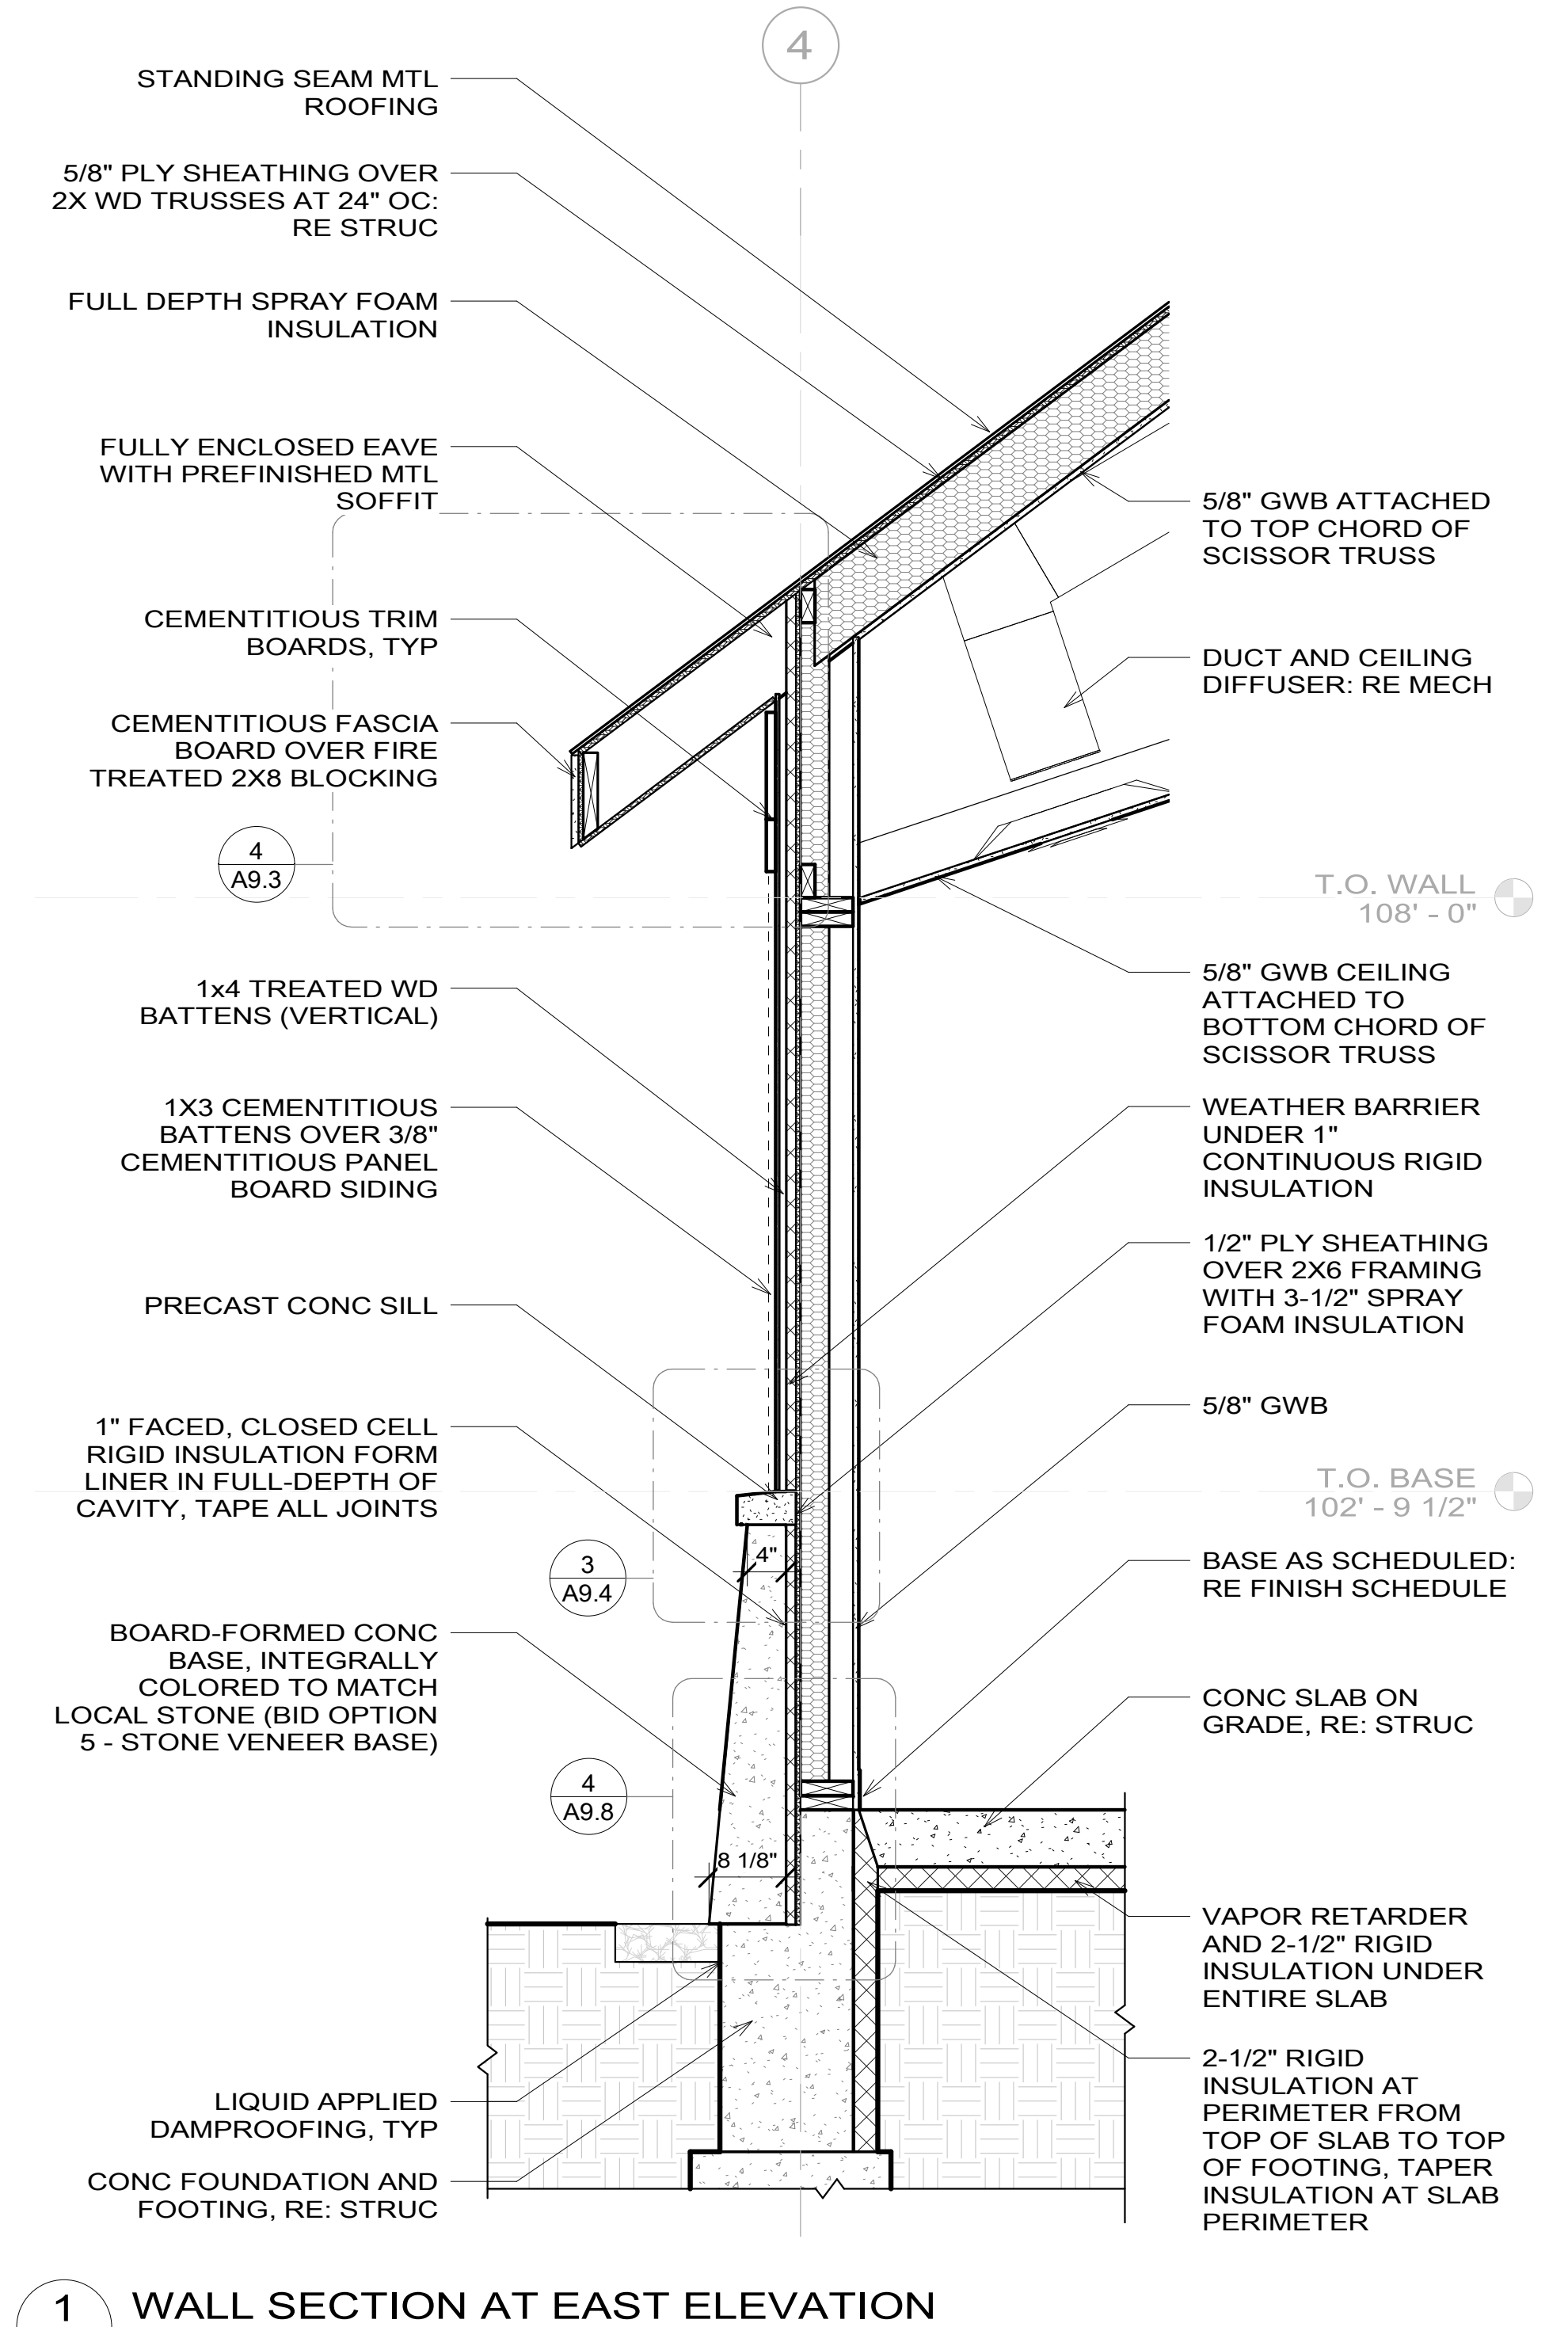 4
STANDING SEAM MTL
ROOFING
5/8" PLY SHEATHING OVER
2X WD TRUSSES AT 24" OC:
RE STRUC
FULL DEPTH SPRAY FOAM
INSULATION
FULLY ENCLOSED EAVE
WITH PREFINISHED MTL
SOFFIT
CEMENTITIOUS TRIM
BOARDS, TYP
CEMENTITIOUS FASCIA
BOARD OVER FIRE
TREATED 2X8 BLOCKING
4
A9.3
1x4 TREATED WD
BATTENS (VERTICAL)
1X3 CEMENTITIOUS
BATTENS OVER 3/8"
CEMENTITIOUS PANEL
BOARD SIDING
PRECAST CONC SILL
1" FACED, CLOSED CELL
RIGID INSULATION FORM
LINER IN FULL-DEPTH OF
CAVITY, TAPE ALL JOINTS
3
A9.4
4"
BOARD-FORMED CONC
BASE, INTEGRALLY
COLORED TO MATCH
LOCAL STONE (BID OPTION
5 - STONE VENEER BASE)
4
A9.8
8 1/8"
LIQUID APPLIED
DAMPROOFING, TYP
CONC FOUNDATION AND
FOOTING, RE: STRUC
5/8" GWB ATTACHED
TO TOP CHORD OF
SCISSOR TRUSS
DUCT AND CEILING
DIFFUSER: RE MECH
T.O. WALL
108' - 0"
5/8" GWB CEILING
ATTACHED TO
BOTTOM CHORD OF
SCISSOR TRUSS
WEATHER BARRIER
UNDER 1"
CONTINUOUS RIGID
INSULATION
1/2" PLY SHEATHING
OVER 2X6 FRAMING
WITH 3-1/2" SPRAY
FOAM INSULATION
5/8" GWB
T.O. BASE
102' - 9 1/2"
BASE AS SCHEDULED:
RE FINISH SCHEDULE
CONC SLAB ON
GRADE, RE: STRUC
VAPOR RETARDER
AND 2-1/2" RIGID
INSULATION UNDER
ENTIRE SLAB
2-1/2" RIGID
INSULATION AT
PERIMETER FROM
TOP OF SLAB TO TOP
OF FOOTING, TAPER
INSULATION AT SLAB
PERIMETER
1
WALL SECTION AT EAST ELEVATION